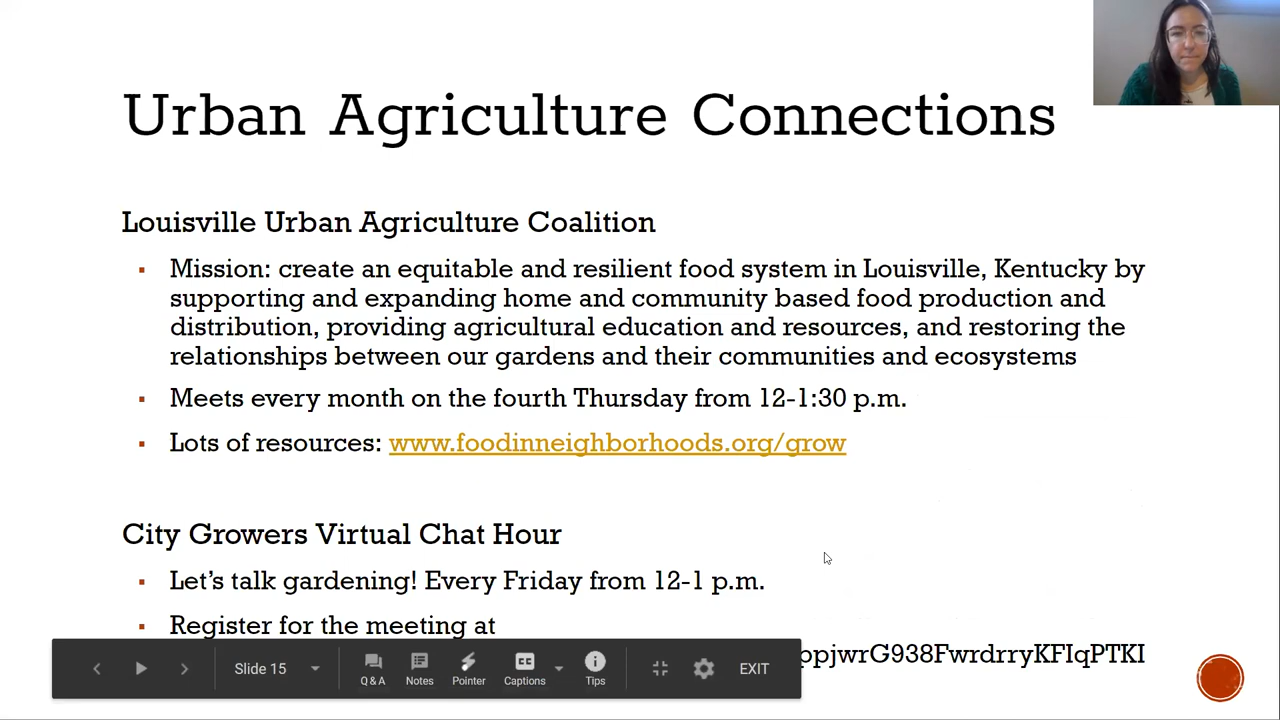 Urban Agriculture Connections
Louisville Urban Agriculture Coalition
▪ Mission: create an equitable and resilient food system in Louisville, Kentucky by
supporting and expanding home and community based food production and
distribution, providing agricultural education and resources, and restoring the
relationships between our gardens and their communities and ecosystems
▪ Meets every month on the fourth Thursday from 12-1:30 p.m.
▪ Lots of resources: www.foodinneighborhoods.org/grow
City Growers Virtual Chat Hour
▪ Let's talk gardening! Every Friday from 12-1 p.m.
▪ Register for the meeting at
ppjwrG938FwrdrryKFIqPTKI
Slide 15
Q&A Notes Pointer Captions Tips EXIT